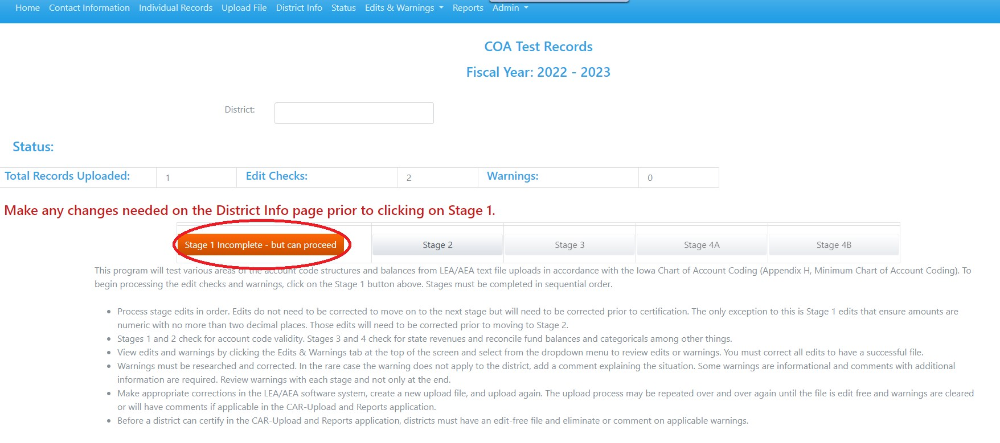 Home Contact Information Individual Records Upload File District Info Status Edits & Warnings Reports Admin
COA Test Records
Fiscal Year: 2022 - 2023
District:
Status:
Total Records Uploaded: 1 Edit Checks: 2 Warnings: 0
Make any changes needed on the District Info page prior to clicking on Stage 1.
Stage 1 Incomplete - but can proceed Stage 2 Stage 3 Stage 4A Stage 4B
This program will test various areas of the account code structures and balances from LEA/AEA text file uploads in accordance with the Iowa Chart of Account Coding (Appendix H, Minimum Chart of Account Coding). To
begin processing the edit checks and warnings, click on the Stage 1 button above. Stages must be completed in sequential order.
• Process stage edits in order. Edits do not need to be corrected to move on to the next stage but will need to be corrected prior to certification. The only exception to this is Stage 1 edits that ensure amounts are
numeric with no more than two decimal places. Those edits will need to be corrected prior to moving to Stage 2.
• Stages 1 and 2 check for account code validity. Stages 3 and 4 check for state revenues and reconcile fund balances and categoricals among other things.
• View edits and warnings by clicking the Edits & Warnings tab at the top of the screen and select from the dropdown menu to review edits or warnings. You must correct all edits to have a successful file.
• Warnings must be researched and corrected. In the rare case the warning does not apply to the district, add a comment explaining the situation. Some warnings are informational and comments with additional
information are required. Review warnings with each stage and not only at the end.
• Make appropriate corrections in the LEA/AEA software system, create a new upload file, and upload again. The upload process may be repeated over and over again until the file is edit free and warnings are cleared
or will have comments if applicable in the CAR-Upload and Reports application.
• Before a district can certify in the CAR-Upload and Reports application, districts must have an edit-free file and eliminate or comment on applicable warnings.